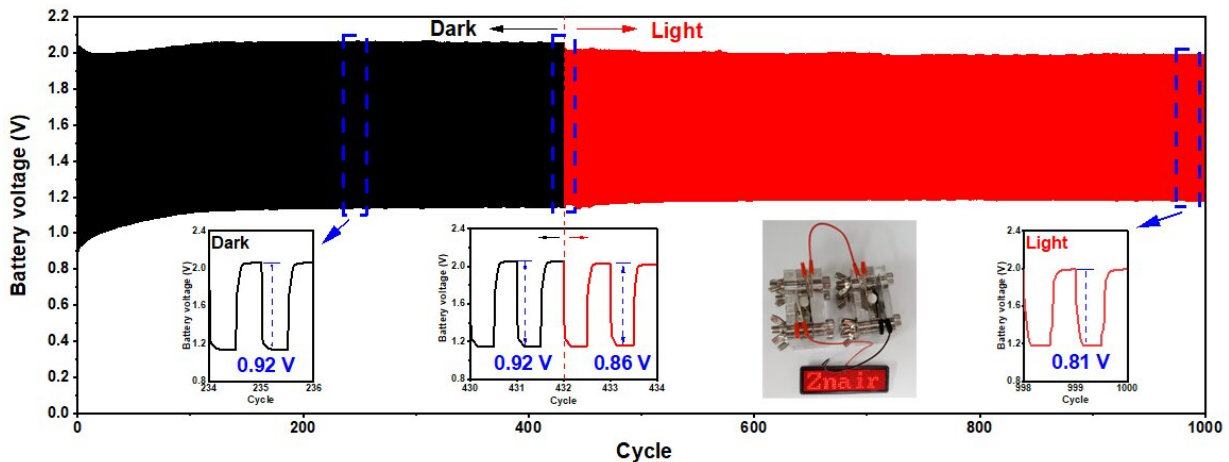 Battery voltage (V)
2.2
2.0
1.8
1.6
1.4
1.2
1.0
0.8
0.6
0.4
0.2
0.0
Dark
Light
Dark
Battery voltage (V)
2.4
2.0
1.6
1.2
0.8
0.92 V
234
235
236
Cycle
Battery voltage (V)
2.4
2.0
1.6
1.2
0.8
0.92 V
0.86 V
430
431
432
433
434
Cycle
Znair
Light
Battery voltage (V)
2.4
2.0
1.6
1.2
0.8
0.81 V
998
999
1000
Cycle
0
200
400
600
800
1000
Cycle